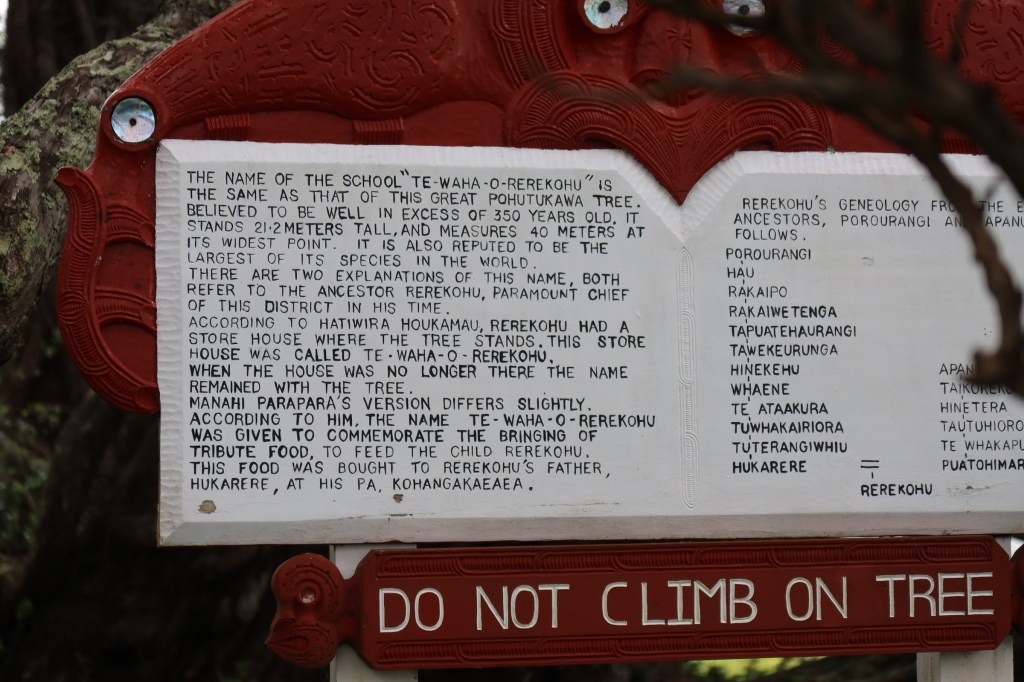 THE NAME OF THE SCHOOL "TE-WAHA-O-REREKOHU" IS
THE SAME AS THAT OF THIS GREAT POHUTUKAWA TREE.
BELIEVED TO BE WELL IN EXCESS OF 350 YEARS OLD, IT
STANDS 21·2 METERS TALL, AND MEASURES 40 METERS AT
ITS WIDEST POINT. IT IS ALSO REPUTED TO BE THE
LARGEST OF ITS SPECIES IN THE WORLD.
THERE ARE TWO EXPLANATIONS OF THIS NAME, BOTH
REFER TO THE ANCESTOR REREKOHU, PARAMOUNT CHIEF
OF THIS DISTRICT IN HIS TIME.
ACCORDING TO HATIWIRA HOUKAMAU, REREKOHU HAD A
STORE HOUSE WHERE THE TREE STANDS. THIS STORE
HOUSE WAS CALLED TE-WAHA-O-REREKOHU.
WHEN THE HOUSE WAS NO LONGER THERE THE NAME
REMAINED WITH THE TREE.
MANAHI PARAPARA'S VERSION DIFFERS SLIGHTLY.
ACCORDING TO HIM, THE NAME TE-WAHA-O-REREKOHU
WAS GIVEN TO COMMEMORATE THE BRINGING OF
TRIBUTE FOOD, TO FEED THE CHILD REREKOHU.
THIS FOOD WAS BOUGHT TO REREKOHU'S FATHER,
HUKARERE, AT HIS PA, KOHANGAKAEAEA.
REREKOHU'S GENEOLOGY FROM THE
ANCESTORS, POROURANGI AND
FOLLOWS.
POROURANGI
HAU
RAKAIPO
RAKAIWETENGA
TAPUATEHAURANGI
TAWEKEURUNGA
HINEKEHU
WHAENE
TE ATAAKURA
HINETERA
TUWHAKAIRIORA
TUTERANGIWHIU
TE
HUKARERE =
REREKOHU
DO NOT CLIMB ON TREE